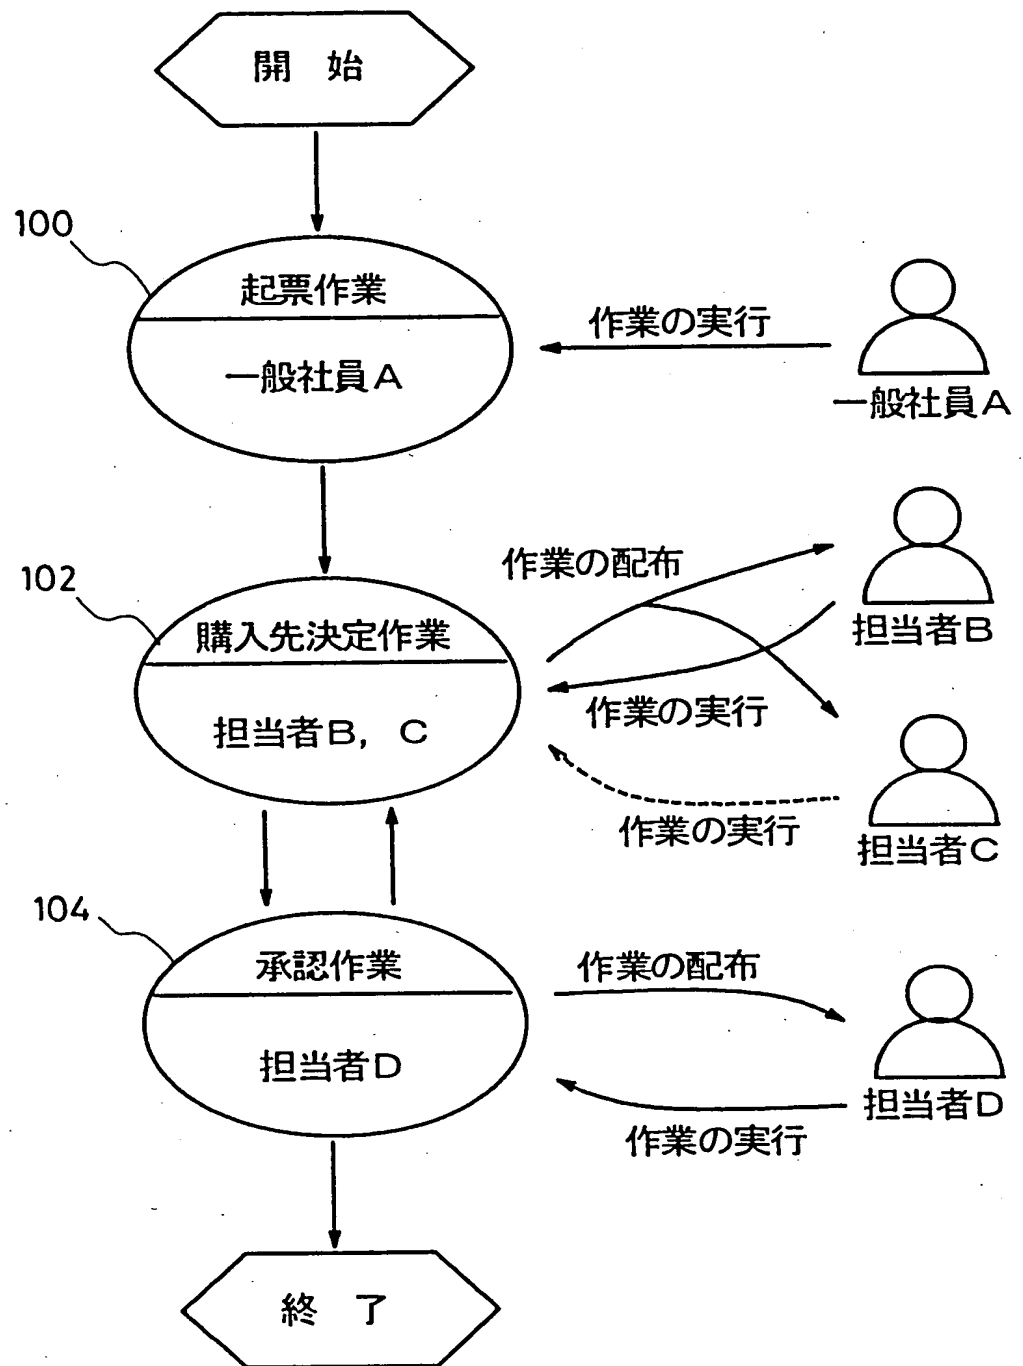 開 始
100
起票作業
一般社員A
作業の実行
一般社員A
102
購入先決定作業
担当者B, C
作業の配布
担当者B
作業の実行
作業の実行
担当者C
104
承認作業
担当者D
作業の配布
作業の実行
担当者D
終 了